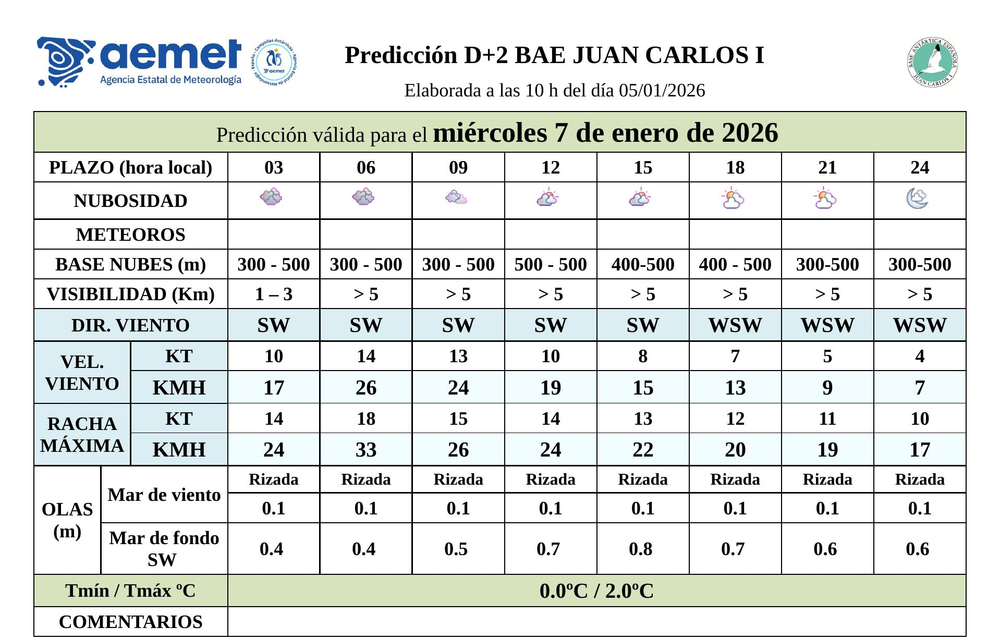 aemet
Agencia Estatal de Meteorología
Campañas Antárticas · Agencia Estatal de Meteorología · España ·
aemet
Predicción D+2 BAE JUAN CARLOS I
Elaborada a las 10 h del día 05/01/2026
BASE ANTÁRTICA ESPAÑOLA
JUAN CARLOS I
Predicción válida para el miércoles 7 de enero de 2026
PLAZO (hora local) 03 06 09 12 15 18 21 24
NUBOSIDAD
METEOROS
BASE NUBES (m) 300 - 500 300 - 500 300 - 500 500 - 500 400-500 400 - 500 300-500 300-500
VISIBILIDAD (Km) 1 – 3 > 5 > 5 > 5 > 5 > 5 > 5 > 5
DIR. VIENTO SW SW SW SW SW WSW WSW WSW
VEL. VIENTO
KT 10 14 13 10 8 7 5 4
KMH 17 26 24 19 15 13 9 7
RACHA MÁXIMA
KT 14 18 15 14 13 12 11 10
KMH 24 33 26 24 22 20 19 17
OLAS (m)
Mar de viento
Rizada Rizada Rizada Rizada Rizada Rizada Rizada Rizada
0.1 0.1 0.1 0.1 0.1 0.1 0.1 0.1
Mar de fondo SW
0.4 0.4 0.5 0.7 0.8 0.7 0.6 0.6
Tmín / Tmáx ºC 0.0ºC / 2.0ºC
COMENTARIOS